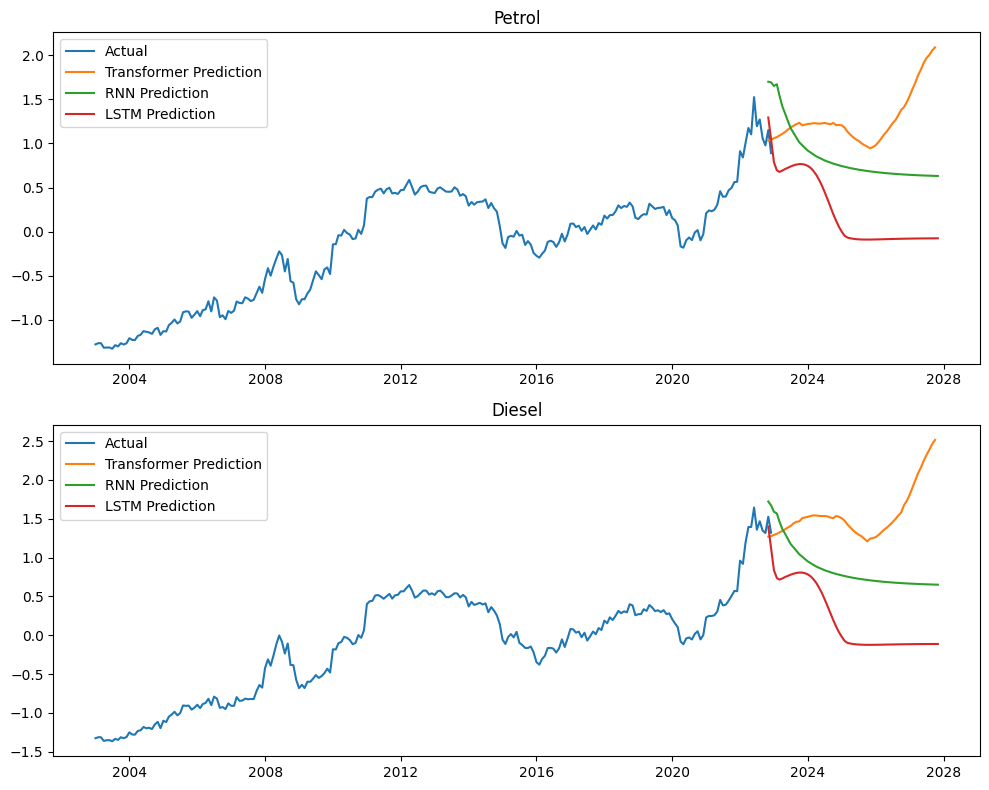 Petrol
Actual
Transformer Prediction
RNN Prediction
LSTM Prediction
2.0
1.5
1.0
0.5
0.0
−0.5
−1.0
2004 2008 2012 2016 2020 2024 2028
Diesel
Actual
Transformer Prediction
RNN Prediction
LSTM Prediction
2.5
2.0
1.5
1.0
0.5
0.0
−0.5
−1.0
−1.5
2004 2008 2012 2016 2020 2024 2028